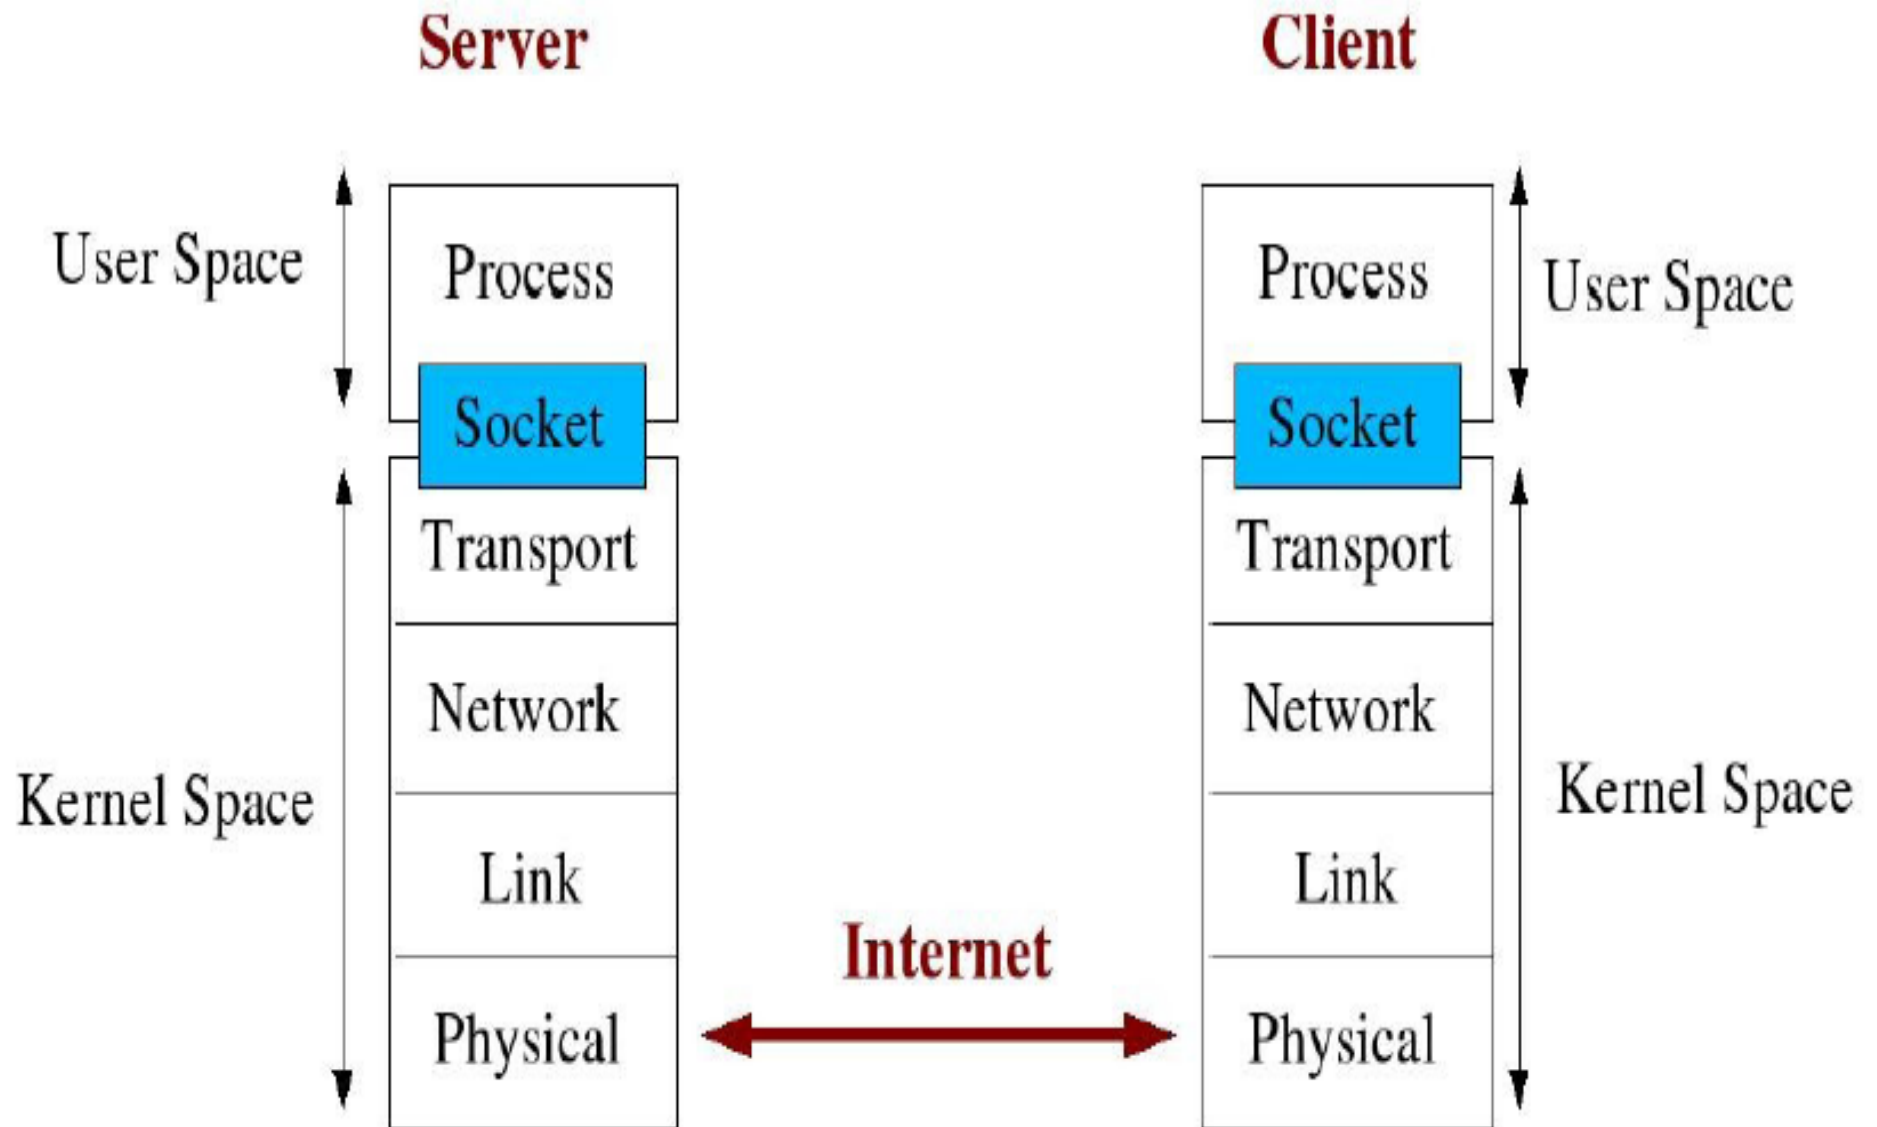 Server
Client
User Space
Process
Process
User Space
Socket
Socket
Transport
Transport
Network
Network
Kernel Space
Kernel Space
Link
Link
Internet
Physical
Physical